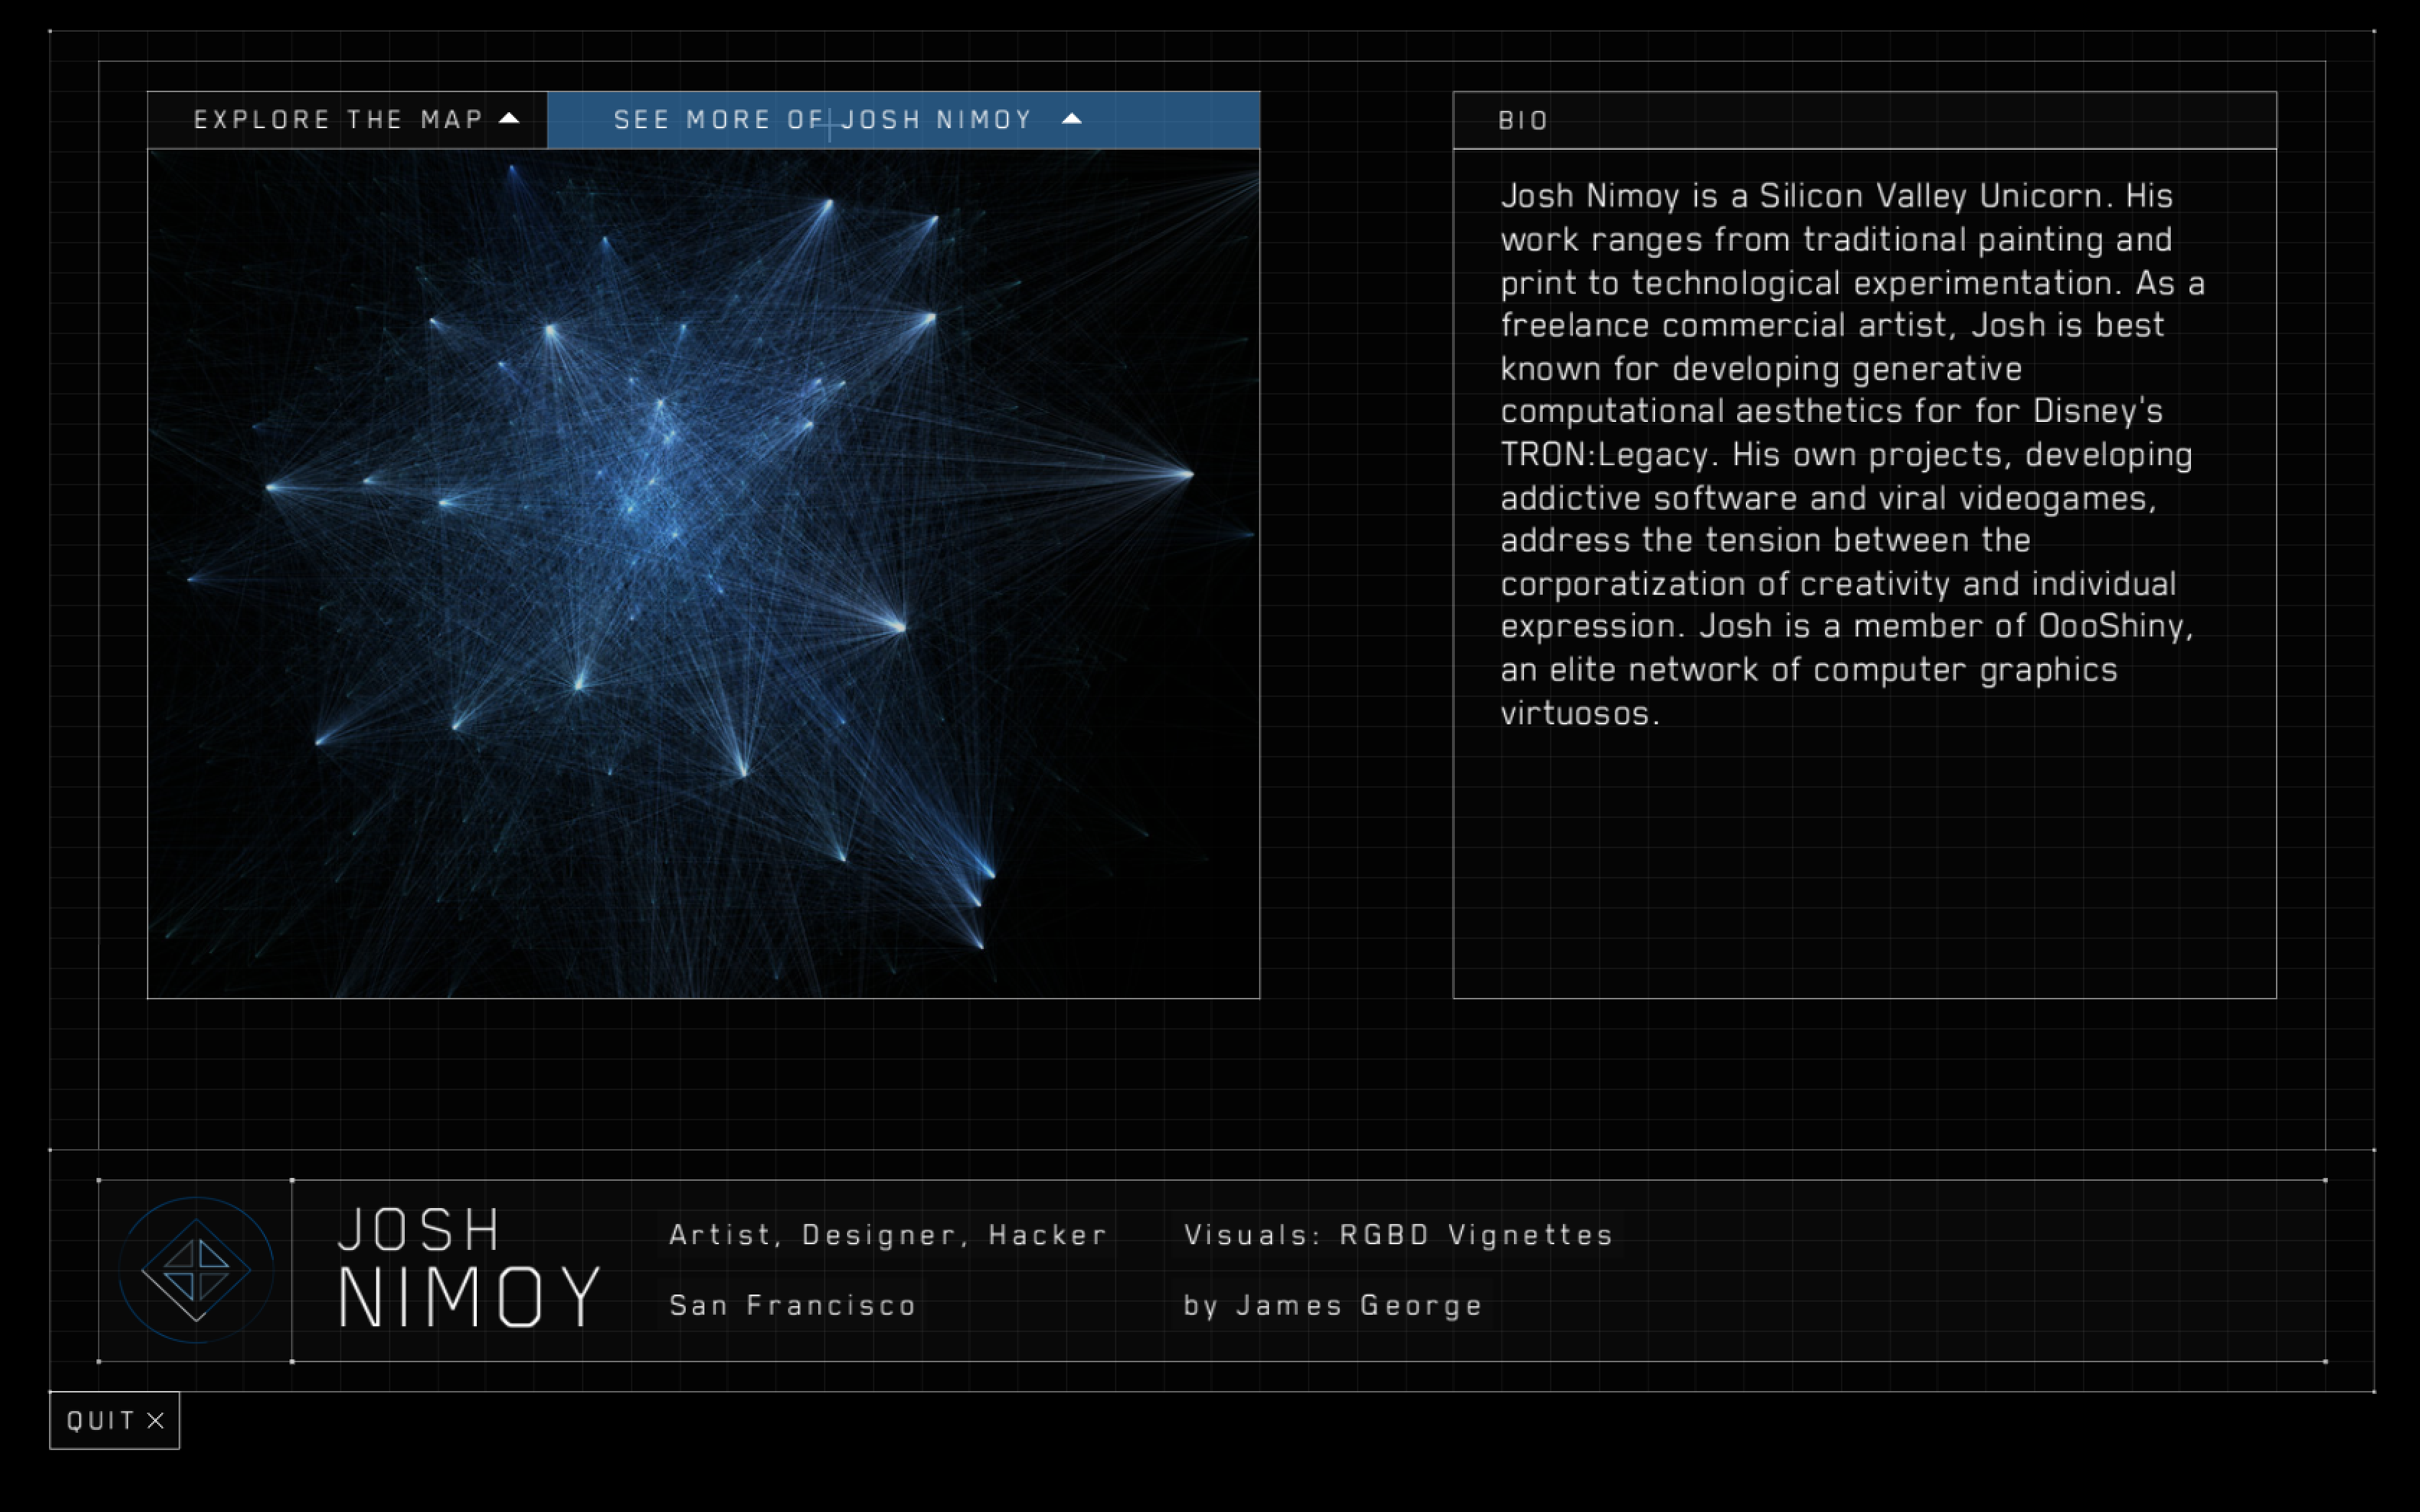 EXPLORE THE MAP
SEE MORE OF JOSH NIMOY
BIO
Josh Nimoy is a Silicon Valley Unicorn. His
work ranges from traditional painting and
print to technological experimentation. As a
freelance commercial artist, Josh is best
known for developing generative
computational aesthetics for for Disney's
TRON:Legacy. His own projects, developing
addictive software and viral videogames,
address the tension between the
corporatization of creativity and individual
expression. Josh is a member of OooShiny,
an elite network of computer graphics
virtuosos.
JOSH
NIMOY
Artist, Designer, Hacker
San Francisco
Visuals: RGBD Vignettes
by James George
QUIT